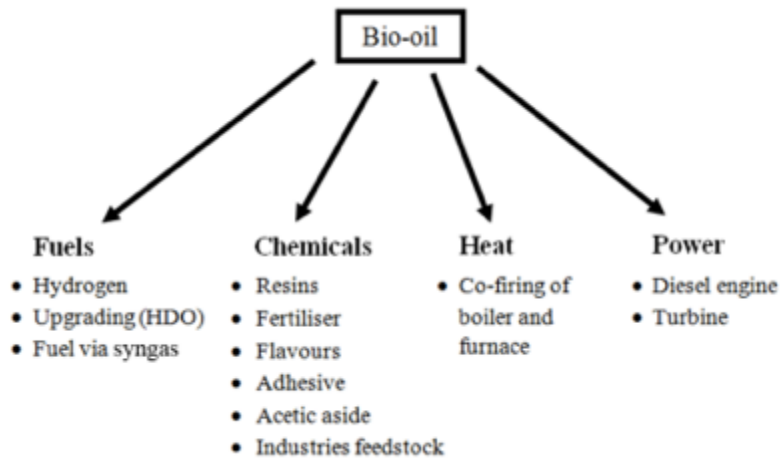 Bio-oil
Fuels
• Hydrogen
• Upgrading (HDO)
• Fuel via syngas
Chemicals
• Resins
• Fertiliser
• Flavours
• Adhesive
• Acetic aside
• Industries feedstock
Heat
• Co-firing of
boiler and
furnace
Power
• Diesel engine
• Turbine